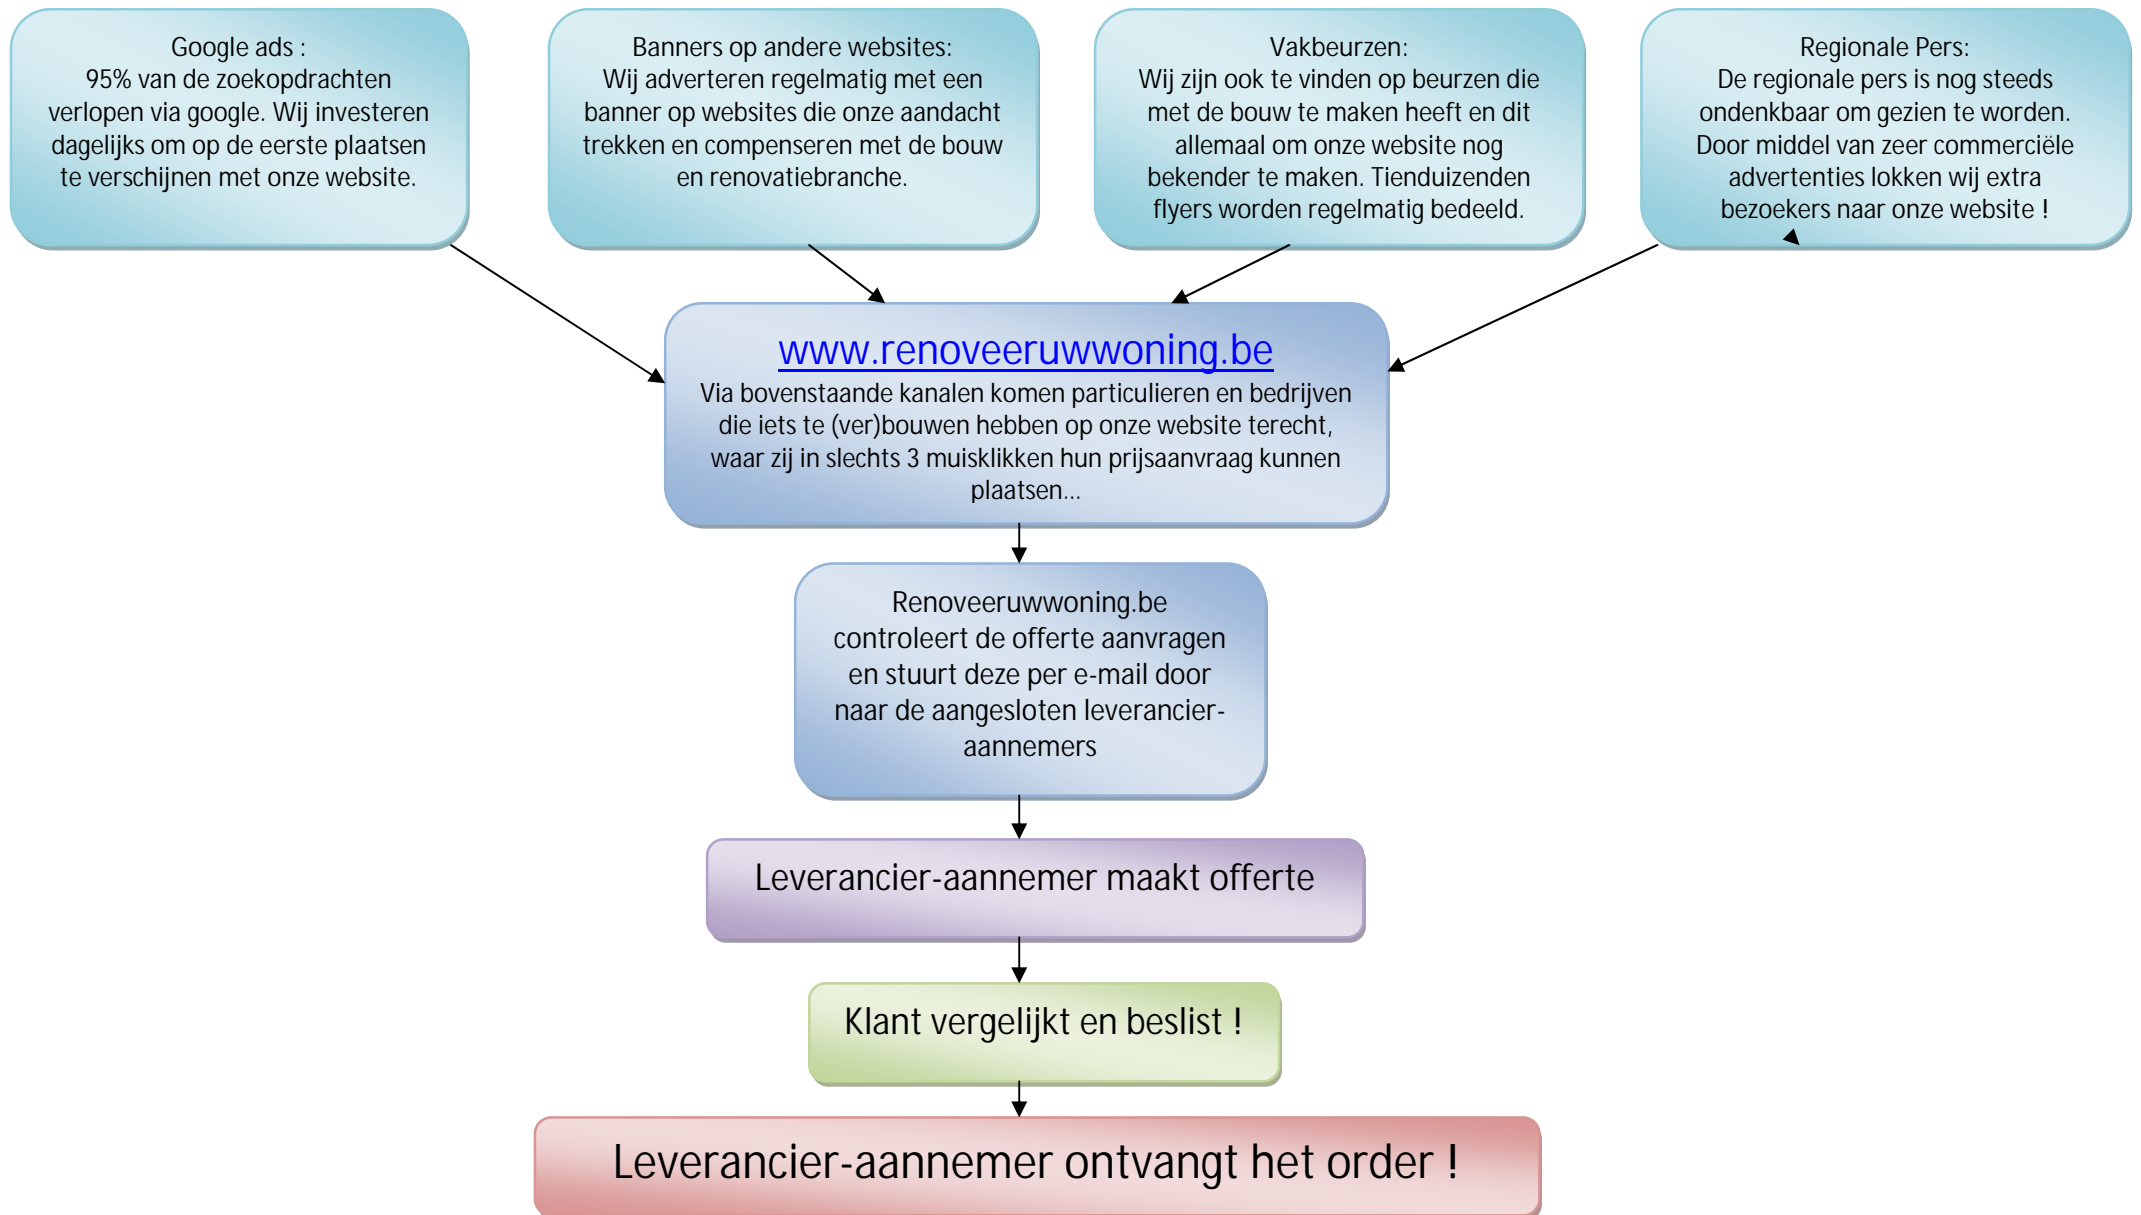 Google ads :
95% van de zoekopdrachten
verlopen via google. Wij investeren
dagelijks om op de eerste plaatsen
te verschijnen met onze website.
Banners op andere websites:
Wij adverteren regelmatig met een
banner op websites die onze aandacht
trekken en compenseren met de bouw
en renovatiebranche.
Vakbeurzen:
Wij zijn ook te vinden op beurzen die
met de bouw te maken heeft en dit
allemaal om onze website nog
bekender te maken. Tienduizenden
flyers worden regelmatig bedeeld.
Regionale Pers:
De regionale pers is nog steeds
ondenkbaar om gezien te worden.
Door middel van zeer commerciële
advertenties lokken wij extra
bezoekers naar onze website !
www.renoveeruwwoning.be
Via bovenstaande kanalen komen particulieren en bedrijven
die iets te (ver)bouwen hebben op onze website terecht,
waar zij in slechts 3 muisklikken hun prijsaanvraag kunnen
plaatsen...
Renoveeruwwoning.be
controleert de offerte aanvragen
en stuurt deze per e-mail door
naar de aangesloten leverancier-
aannemers
Leverancier-aannemer maakt offerte
Klant vergelijkt en beslist !
Leverancier-aannemer ontvangt het order !